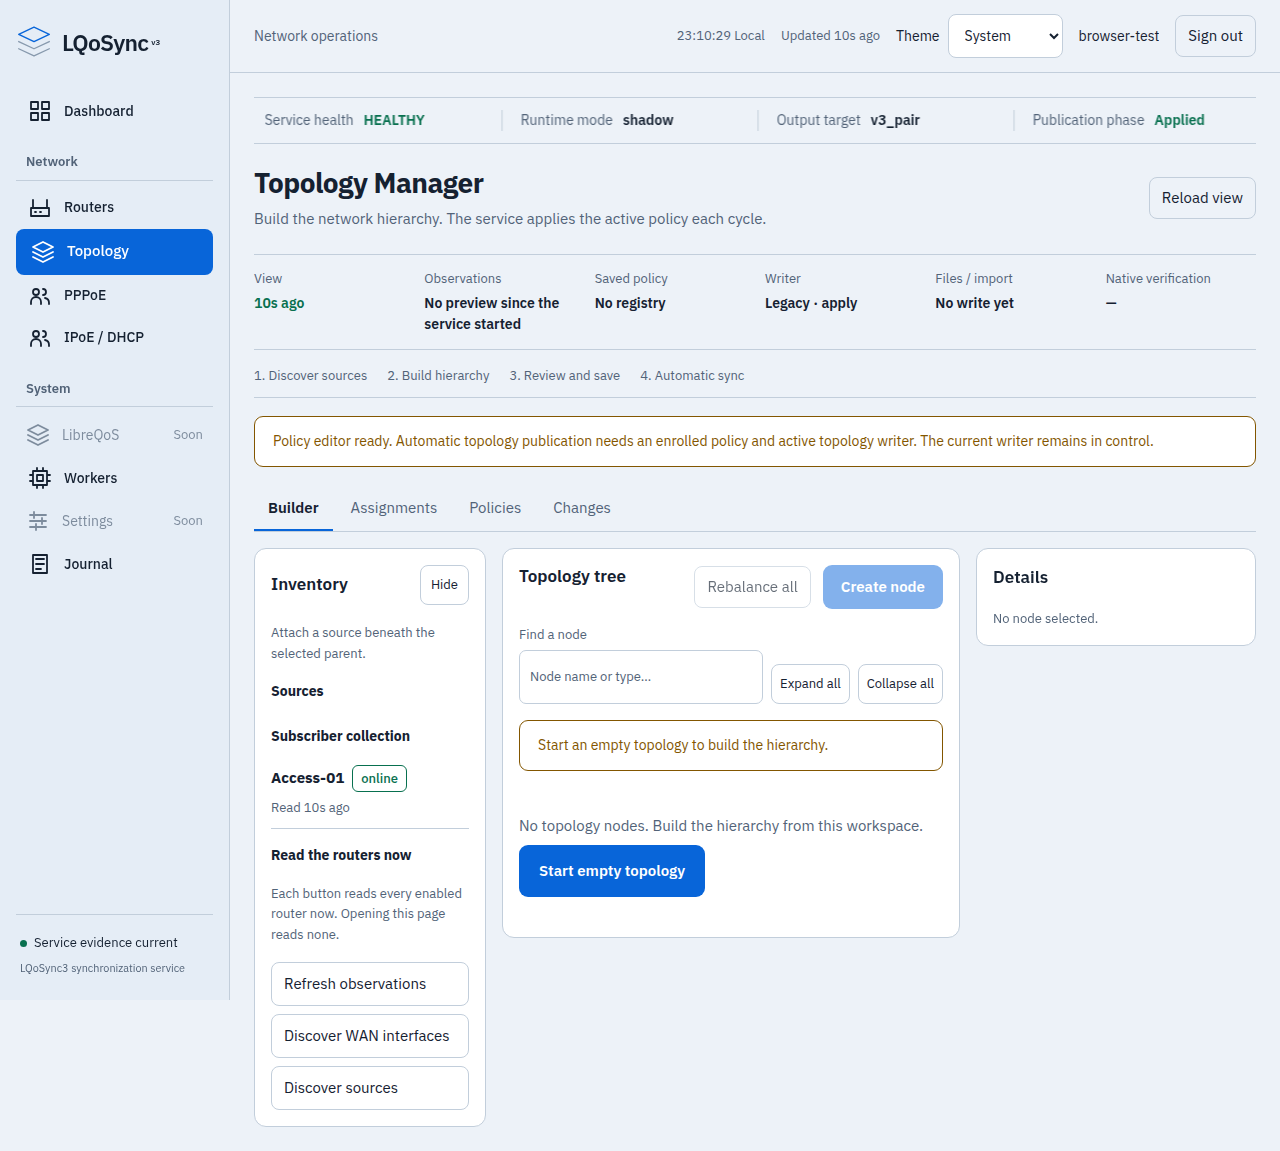 LQoSync v3
Dashboard
Network
Routers
Topology
PPPoE
IPoE / DHCP
System
LibreQoS Soon
Workers
Settings Soon
Journal
Service evidence current
LQoSync3 synchronization service
Network operations
23:10:29 Local Updated 10s ago Theme System browser-test Sign out
Service health HEALTHY Runtime mode shadow Output target v3_pair Publication phase Applied
Topology Manager
Build the network hierarchy. The service applies the active policy each cycle.
Reload view
View
10s ago
Observations
No preview since the
service started
Saved policy
No registry
Writer
Legacy · apply
Files / import
No write yet
Native verification
—
1. Discover sources 2. Build hierarchy 3. Review and save 4. Automatic sync
Policy editor ready. Automatic topology publication needs an enrolled policy and active topology writer. The current writer remains in control.
Builder Assignments Policies Changes
Inventory Hide
Attach a source beneath the
selected parent.
Sources
Subscriber collection
Access-01 online
Read 10s ago
Read the routers now
Each button reads every enabled
router now. Opening this page
reads none.
Refresh observations
Discover WAN interfaces
Discover sources
Topology tree Rebalance all Create node
Find a node
Node name or type... Expand all Collapse all
Start an empty topology to build the hierarchy.
No topology nodes. Build the hierarchy from this workspace.
Start empty topology
Details
No node selected.